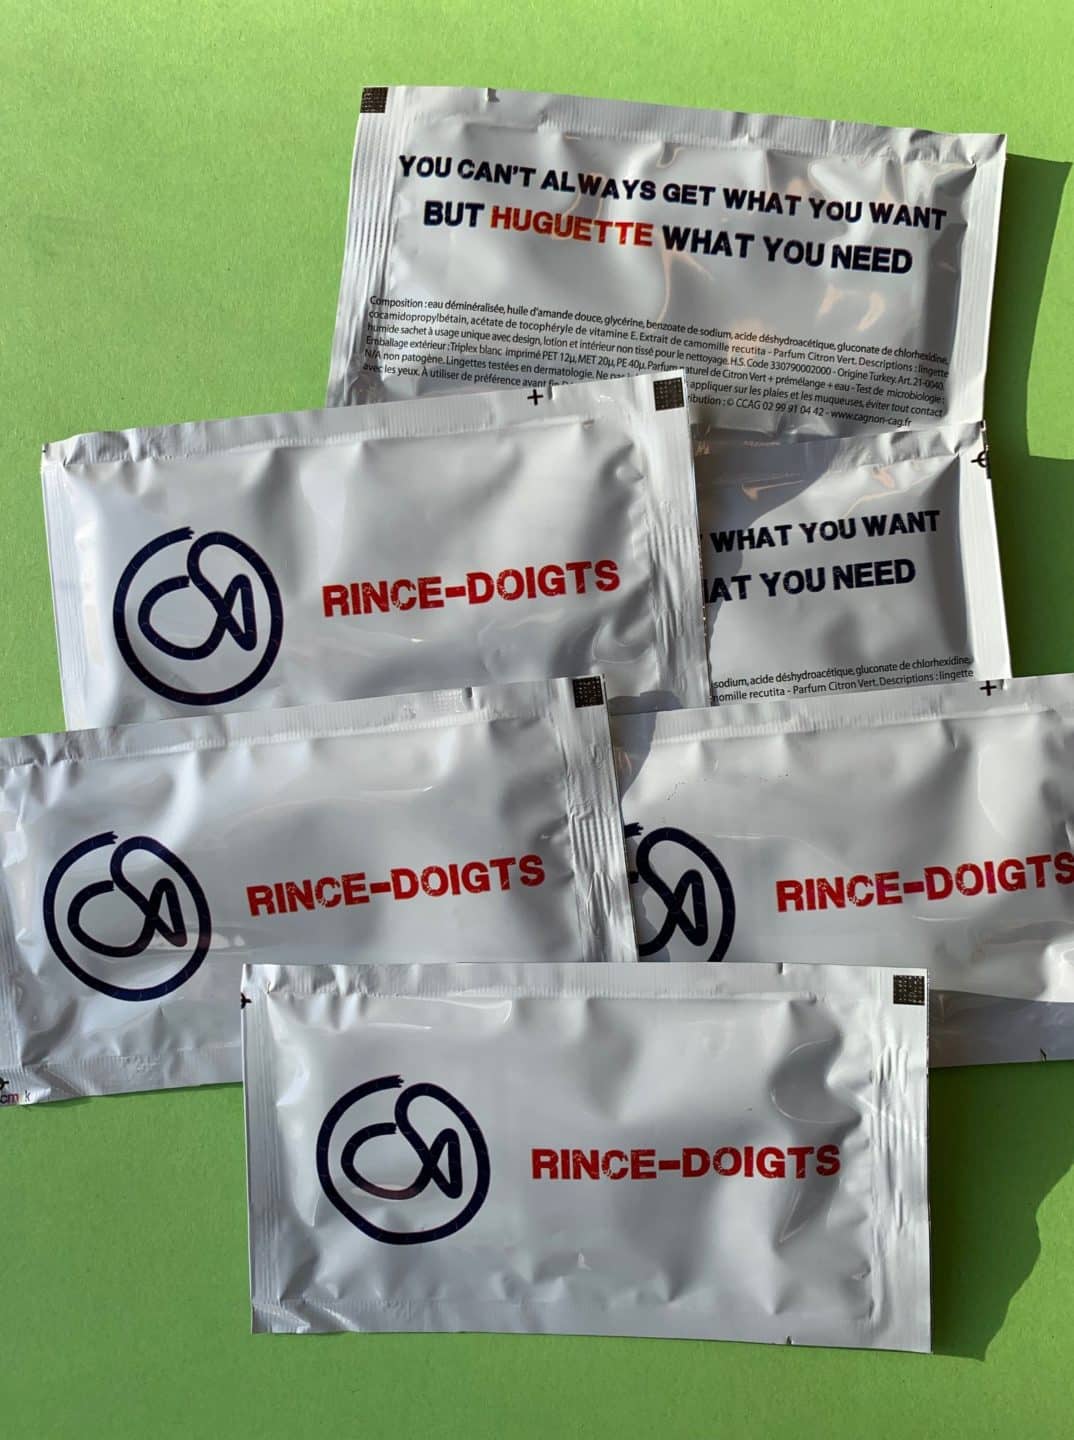 YOU CAN'T ALWAYS GET WHAT YOU WANT
BUT HUGUETTE WHAT YOU NEED
Composition : eau déminéralisée, huile d'amande douce, glycérine, benzoate de sodium, acide déshydroacétique, gluconate de chlorhexidine,
cocamidopropylbétain, acétate de tocophéryle de vitamine E. Extrait de camomille recutita - Parfum Citron Vert. Descriptions : lingette
humide sachet à usage unique avec design, lotion et intérieur non tissé pour le nettoyage. H.S. Code 330790002000 - Origine Turkey. Art. 21-0040.
Emballage extérieur : Triplex blanc imprimé PET 12µ, MET 20µ, PE 40µ. Parfum naturel de Citron Vert + prémélange + eau - Test de microbiologie :
N/A non pathogène. Lingettes testées en dermatologie. Ne pas appliquer sur les plaies et les muqueuses, éviter tout contact
avec les yeux. À utiliser de préférence avant fin © CCAG 02 99 91 04 42 - www.cagnon-cag.fr
RINCE-DOIGTS
WHAT YOU WANT
WHAT YOU NEED
sodium, acide déshydroacétique, gluconate de chlorhexidine,
camomille recutita - Parfum Citron Vert. Descriptions : lingette
RINCE-DOIGTS
RINCE-DOIGTS
cm k
RINCE-DOIGTS